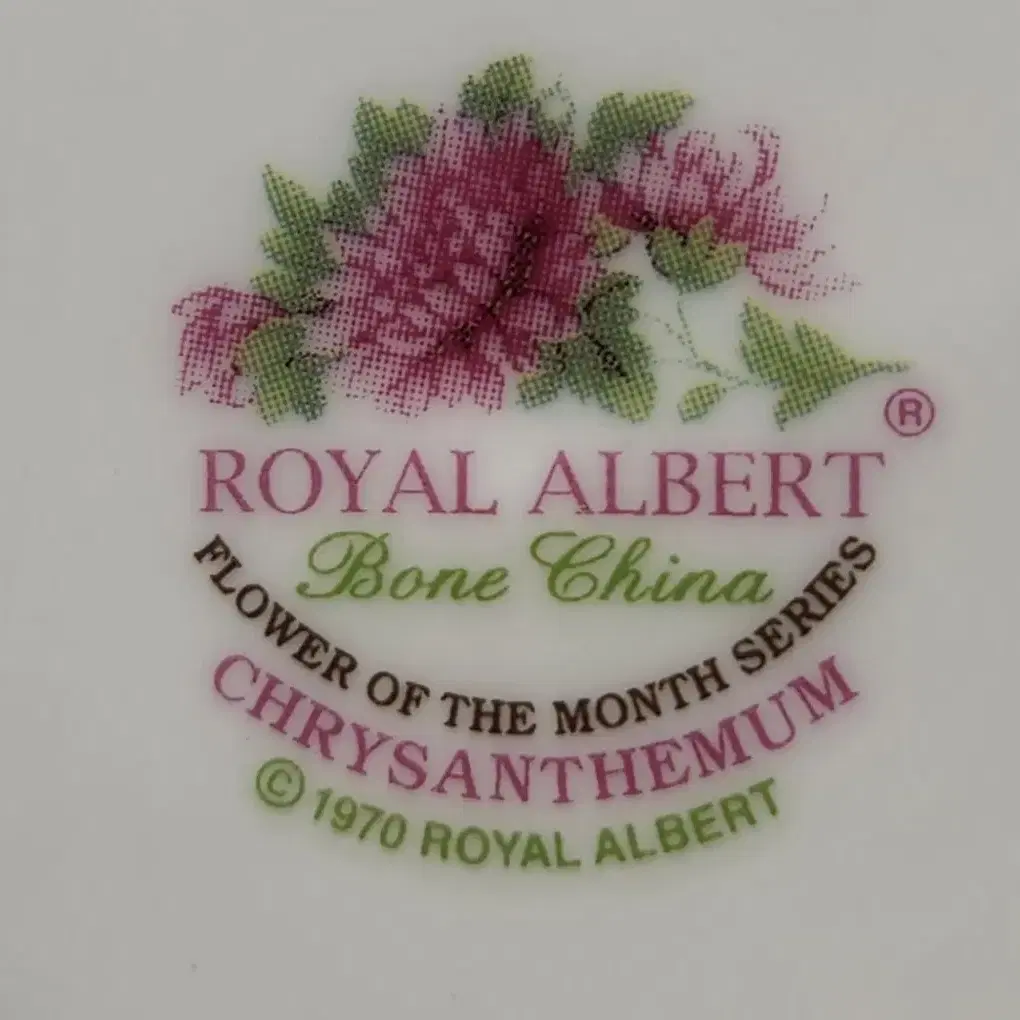 ®
ROYAL ALBERT
Bone China
FLOWER OF THE MONTH SERIES
CHRYSANTHEMUM
© 1970 ROYAL ALBERT